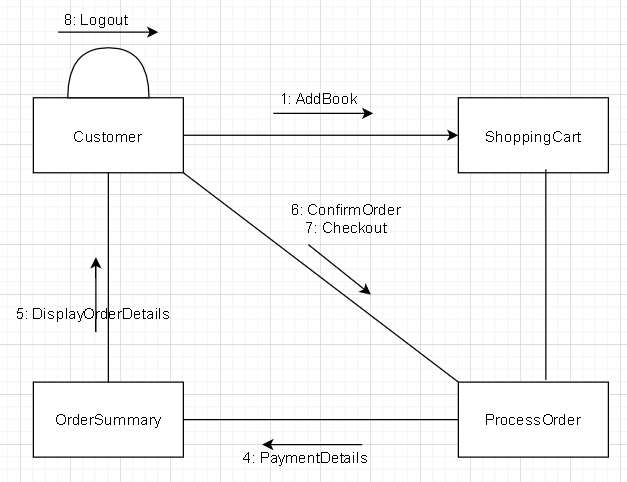 8: Logout
1: AddBook
Customer
ShoppingCart
6: ConfirmOrder
7: Checkout
5: DisplayOrderDetails
OrderSummary
ProcessOrder
4: PaymentDetails